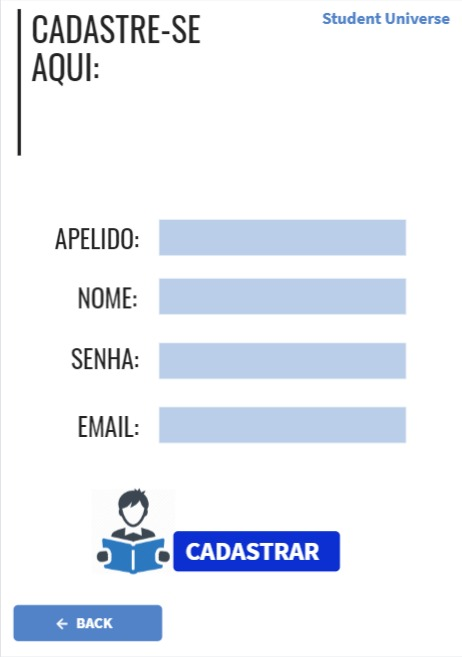 CADASTRE-SE
AQUI:
Student Universe
APELIDO:
NOME:
SENHA:
EMAIL:
CADASTRAR
← BACK